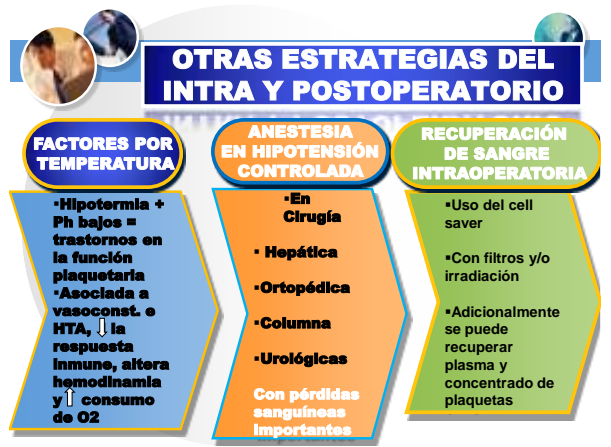 OTRAS ESTRATEGIAS DEL
INTRA Y POSTOPERATORIO
FACTORES POR
TEMPERATURA
▪Hipotermia +
Ph bajos =
trastornos en
la función
plaquetaria
▪Asociada a
vasoconst. e
HTA, ⇩ la
respuesta
inmune, altera
hemodinamia
y ⇧ consumo
de O2
ANESTESIA
EN HIPOTENSIÓN
CONTROLADA
▪En
Cirugía
▪ Hepática
▪Ortopédica
▪Columna
▪Urológicas
Con pérdidas
sanguíneas
Importantes
RECUPERACIÓN
DE SANGRE
INTRAOPERATORIA
▪Uso del cell
saver
▪Con filtros y/o
irradiación
▪Adicionalmente
se puede
recuperar
plasma y
concentrado de
plaquetas